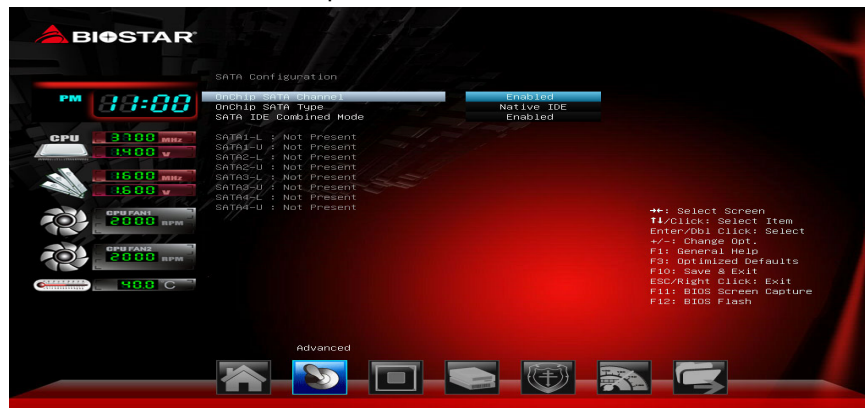 BIOSTAR
SATA Configuration
PM 11:00
OnChip SATA Channel Enabled
OnChip SATA Type Native IDE
SATA IDE Combined Mode Enabled
CPU 3700 MHz
1.400 V
SATA1-L : Not Present
SATA1-U : Not Present
SATA2-L : Not Present
SATA2-U : Not Present
SATA3-L : Not Present
SATA3-U : Not Present
SATA4-L : Not Present
SATA4-U : Not Present
1600 MHz
1.600 V
CPU FAN1
2000 RPM
CPU FAN2
2000 RPM
40.0 C
→←: Select Screen
↑↓/Click: Select Item
Enter/Dbl Click: Select
+/-: Change Opt.
F1: General Help
F3: Optimized Defaults
F10: Save & Exit
ESC/Right Click: Exit
F11: BIOS Screen Capture
F12: BIOS Flash
Advanced